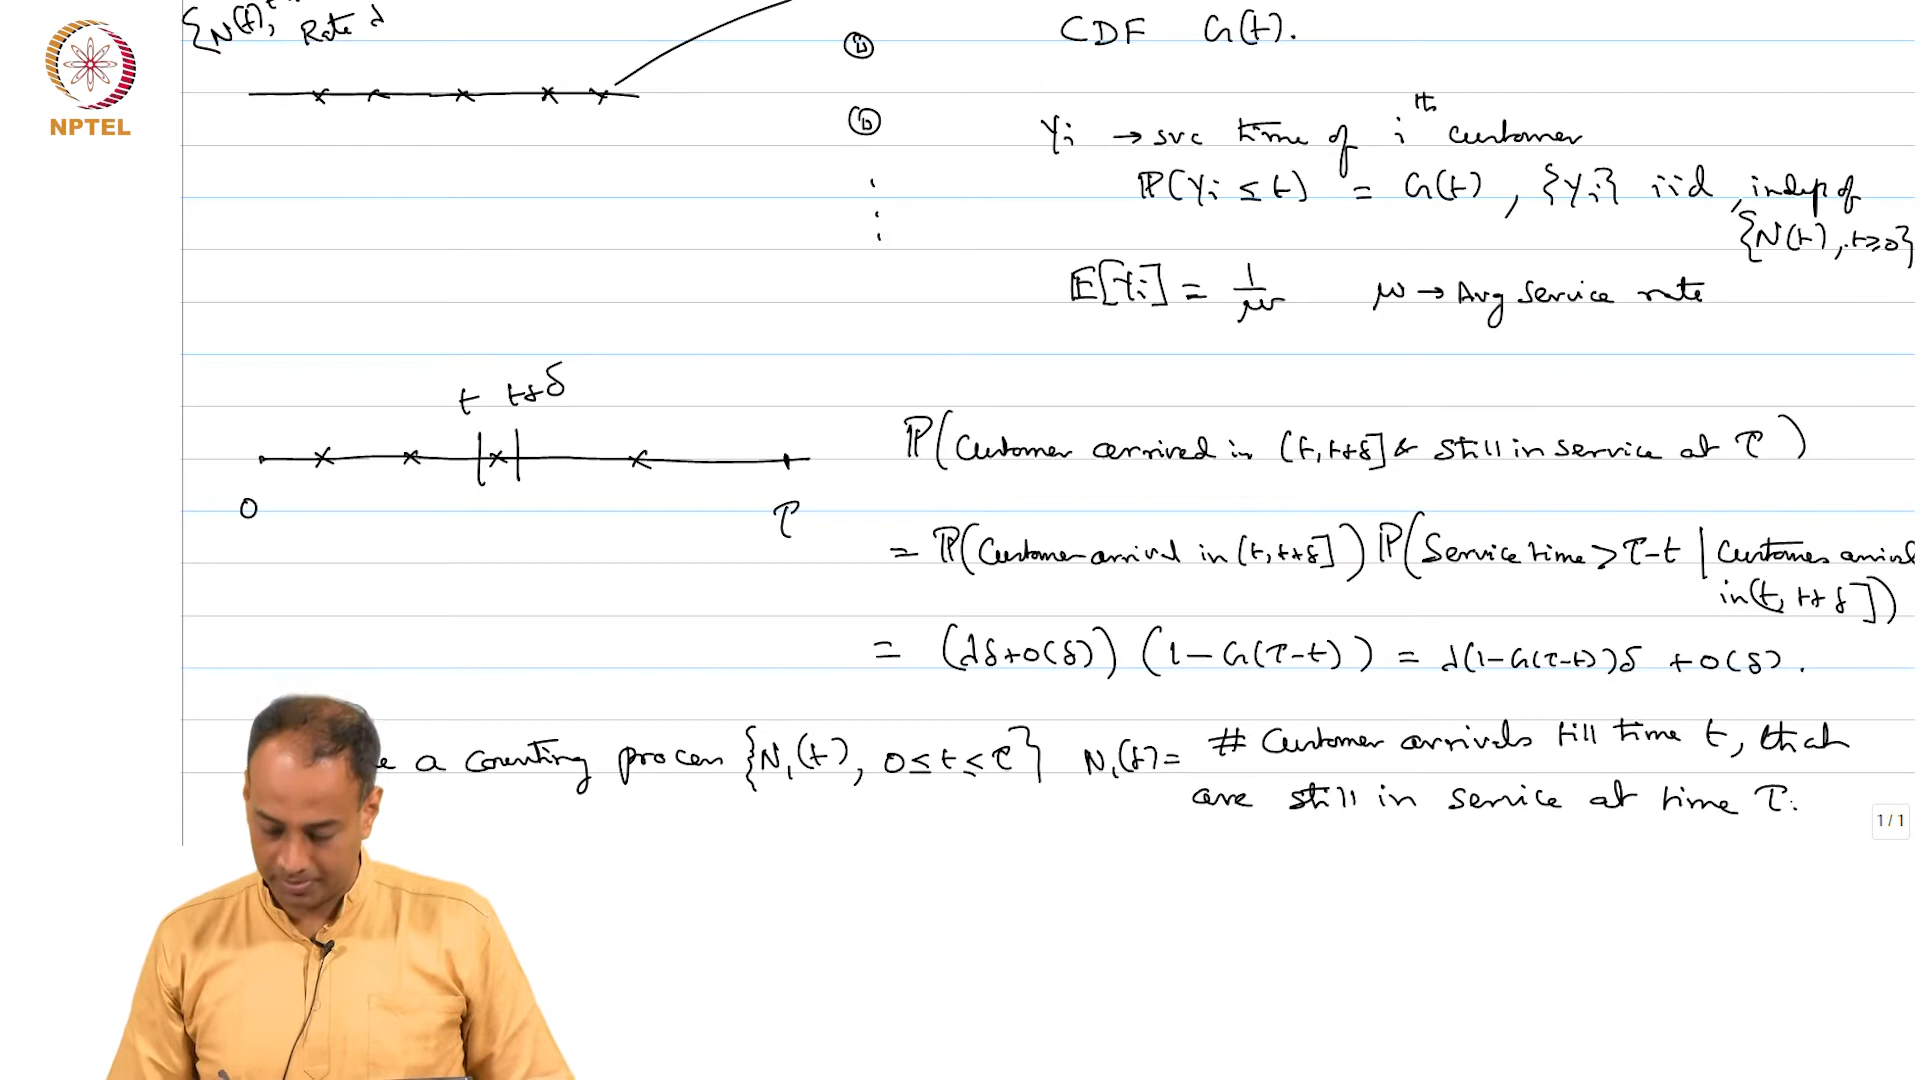 {N(t), Rate λ
CDF G(t).
NPTEL
Yi → svc time of i th customer
P(Yi ≤ t) = G(t), {Yi} iid, indep of {N(t), t≥0}
E[Yi] = 1/μ μ → Avg service rate
t t+δ
0 τ
P(Customer arrived in (t, t+δ] & still in service at τ)
= P(Customer arrival in (t, t+δ]) P(Service time > τ-t | Customer arrival
in (t, t+δ])
= (λδ+o(δ)) (1-G(τ-t)) = λ(1-G(τ-t))δ + o(δ).
a counting process {N₁(t), 0≤t≤τ} N₁(t) = # Customer arrivals till time t, that
are still in service at time τ.
1 / 1